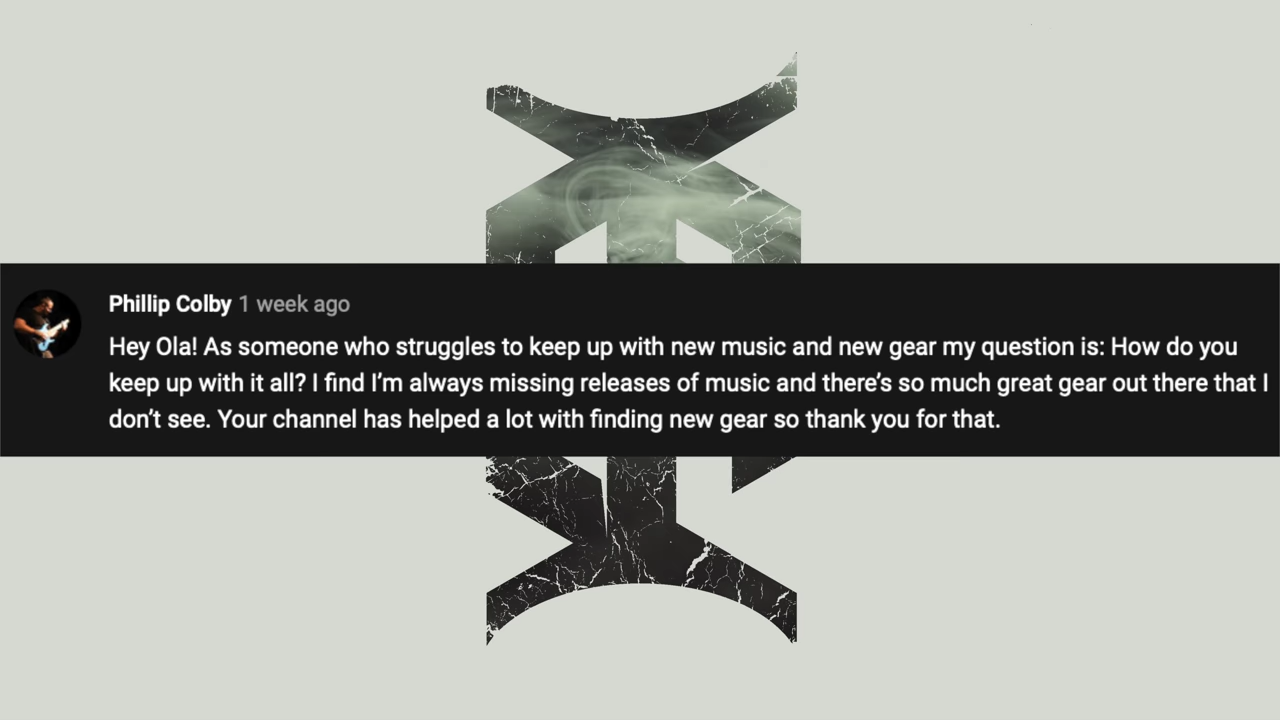 Phillip Colby 1 week ago
Hey Ola! As someone who struggles to keep up with new music and new gear my question is: How do you
keep up with it all? I find I’m always missing releases of music and there’s so much great gear out there that I
don’t see. Your channel has helped a lot with finding new gear so thank you for that.